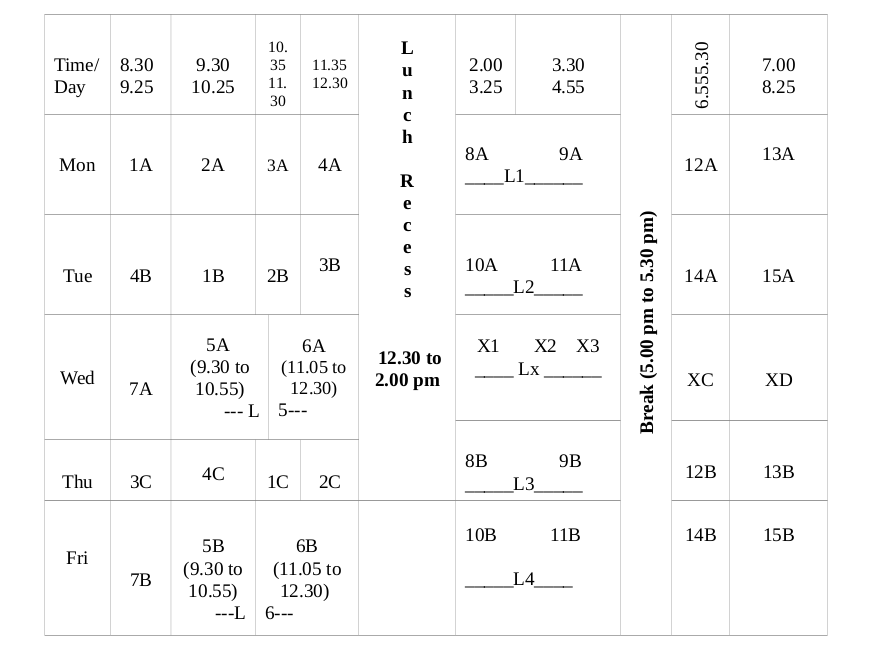 Time/
Day
8.30
9.25
9.30
10.25
10.
35
11.
30
11.35
12.30
Lunch Recess
12.30 to
2.00 pm
2.00
3.25
3.30
4.55
Break (5.00 pm to 5.30 pm)
6.555.30
7.00
8.25
Mon
1A
2A
3A
4A
8A 9A
____L1______
12A
13A
Tue
4B
1B
2B
3B
10A 11A
_____L2_____
14A
15A
Wed
7A
5A
(9.30 to
10.55)
--- L
6A
(11.05 to
12.30)
5---
X1 X2 X3
____ Lx ______
XC
XD
Thu
3C
4C
1C
2C
8B 9B
_____L3_____
12B
13B
Fri
7B
5B
(9.30 to
10.55)
---L
6B
(11.05 to
12.30)
6---
10B 11B
_____L4____
14B
15B